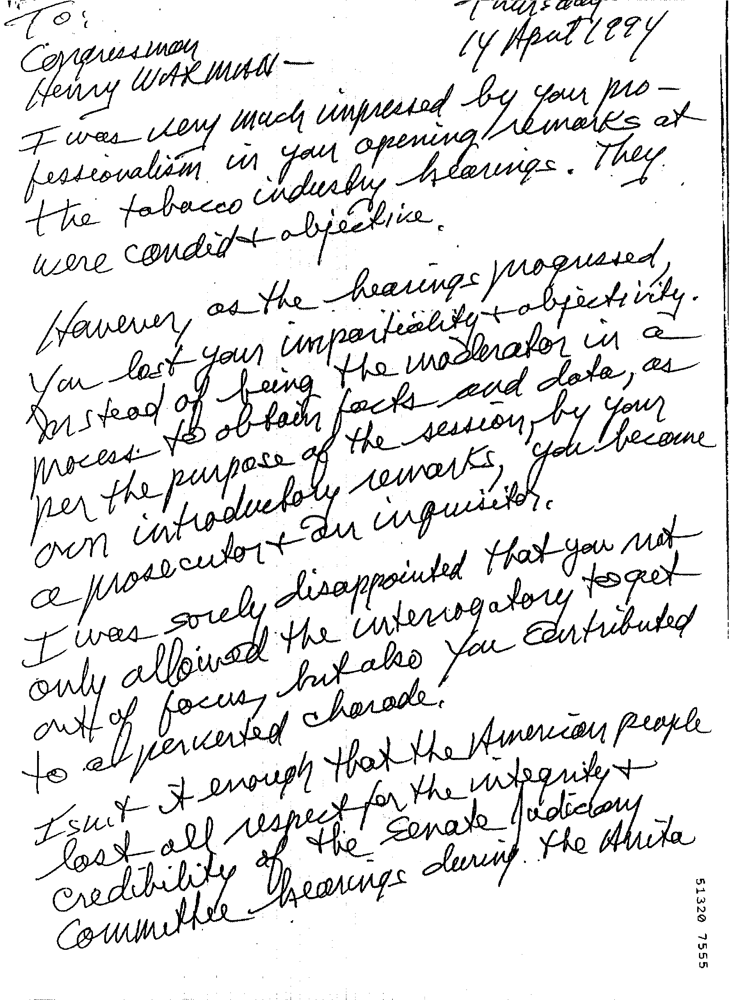 Thursday
To:
14 April 1994
Congressman
Henry WAXMAN —
I was very much impressed by your pro-
fessionalism in your opening remarks at
the tobacco industry hearings. They
were candid + objective.
However, as the hearings progressed,
you lost your impartiality + objectivity.
Instead of being the moderator in a
process to obtain facts and data, as
per the purpose of the session, by your
own introductory remarks, you became
a prosecutor + an inquisitor.
I was sorely disappointed that you not
only allowed the interrogatory to get
out of focus, but also you contributed
to a perverted charade.
Isn't it enough that the American people
lost all respect for the integrity +
credibility of the Senate Judiciary
Committee hearings during the Anita
51320 7555